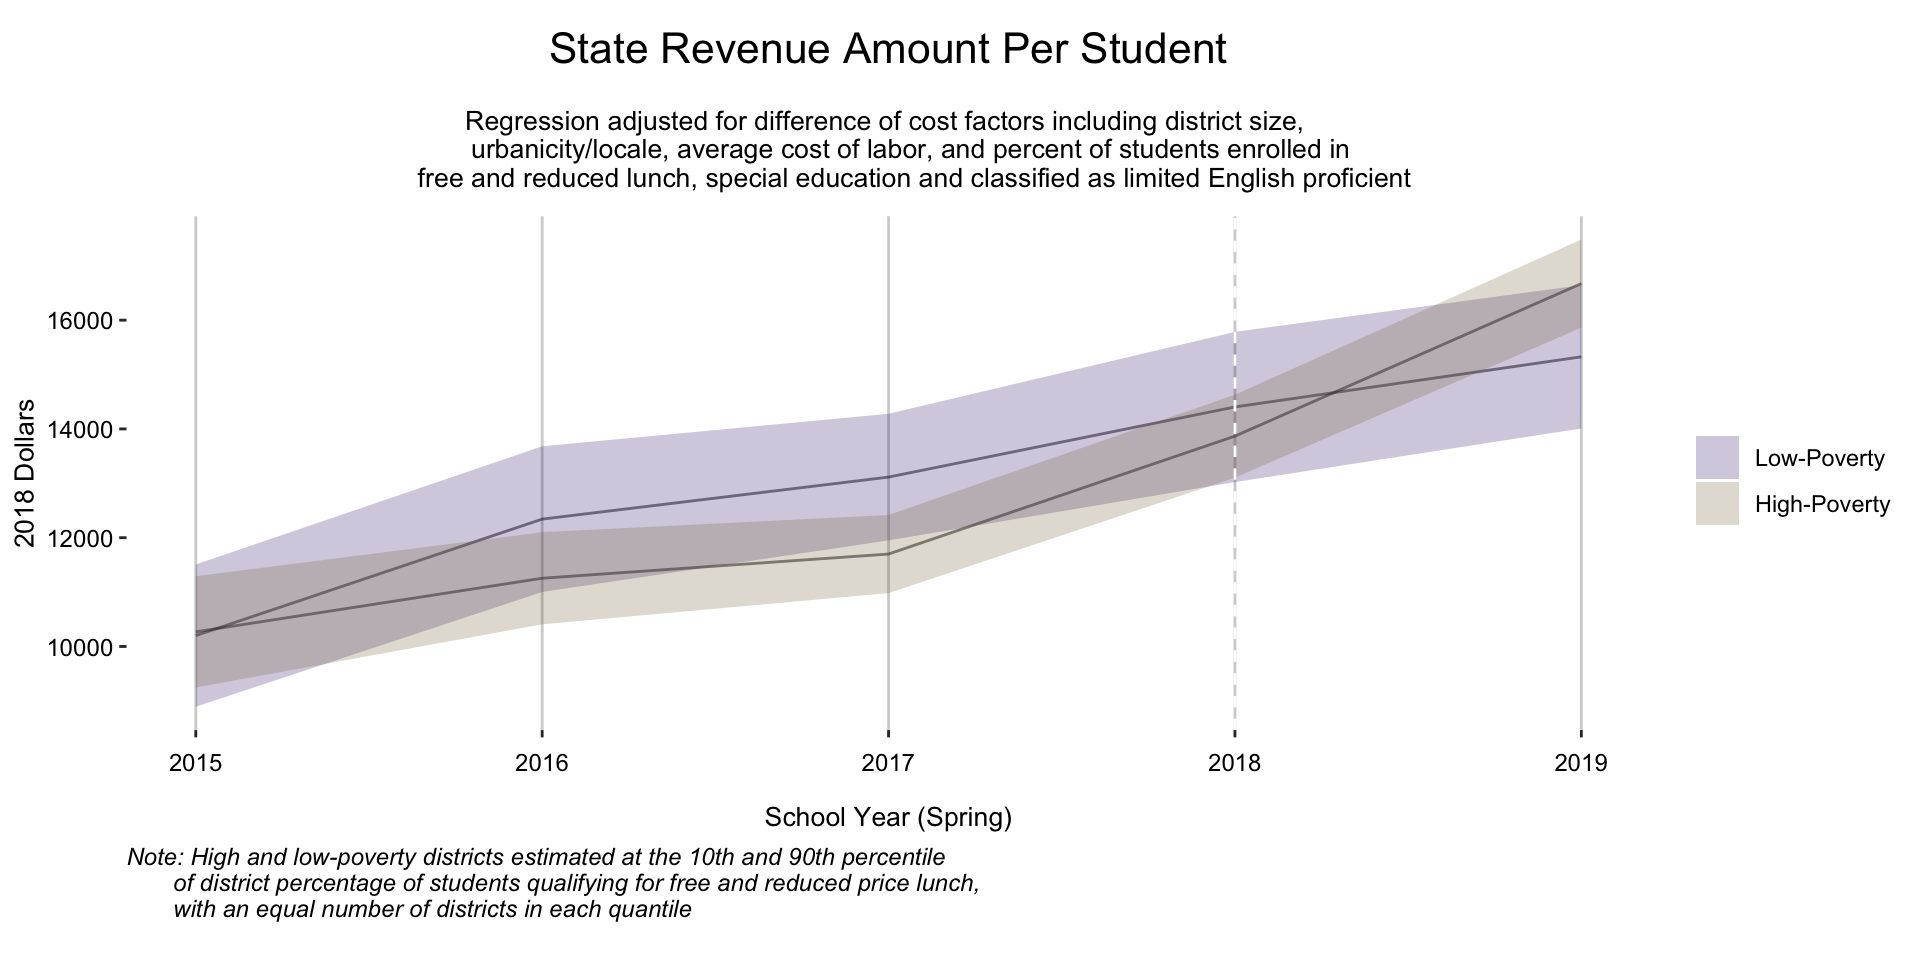 State Revenue Amount Per Student
Regression adjusted for difference of cost factors including district size,
urbanicity/locale, average cost of labor, and percent of students enrolled in
free and reduced lunch, special education and classified as limited English proficient
16000
14000
12000
10000
2018 Dollars
Low-Poverty
High-Poverty
2015
2016
2017
2018
2019
School Year (Spring)
Note: High and low-poverty districts estimated at the 10th and 90th percentile
of district percentage of students qualifying for free and reduced price lunch,
with an equal number of districts in each quantile